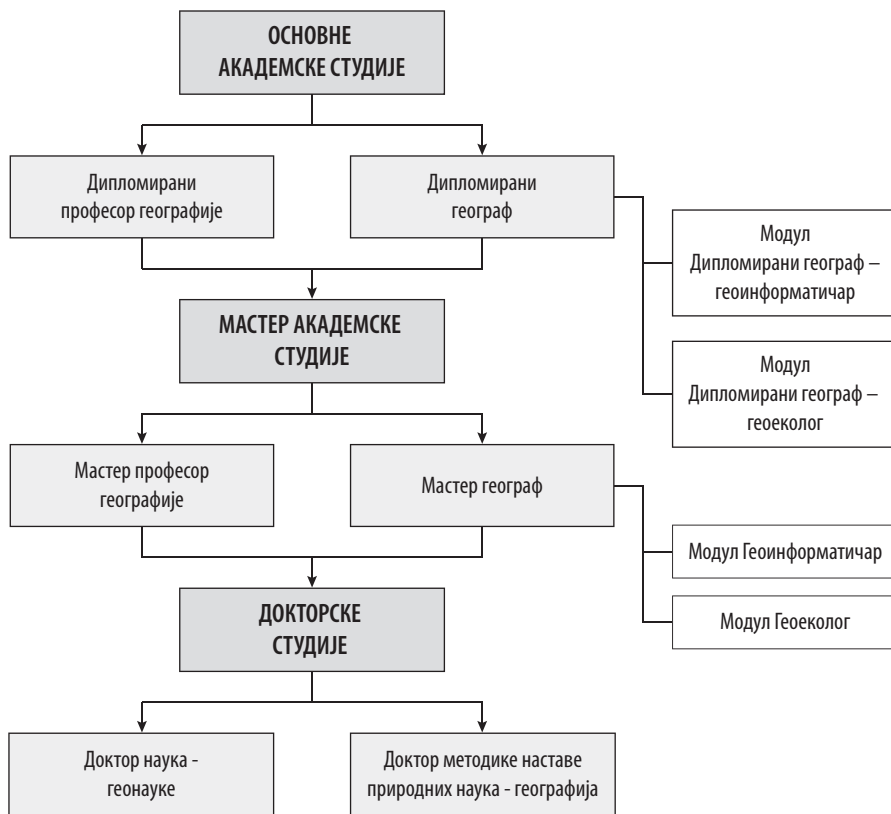 ОСНОВНЕ
АКАДЕМСКЕ СТУДИЈЕ
Дипломирани
професор географије
Дипломирани
географ
Модул
Дипломирани географ –
геоинформатичар
Модул
Дипломирани географ –
геоеколог
МАСТЕР АКАДЕМСКЕ
СТУДИЈЕ
Мастер професор
географије
Мастер географ
Модул Геоинформатичар
Модул Геоеколог
ДОКТОРСКЕ
СТУДИЈЕ
Доктор наука -
геонауке
Доктор методике наставе
природних наука - географија